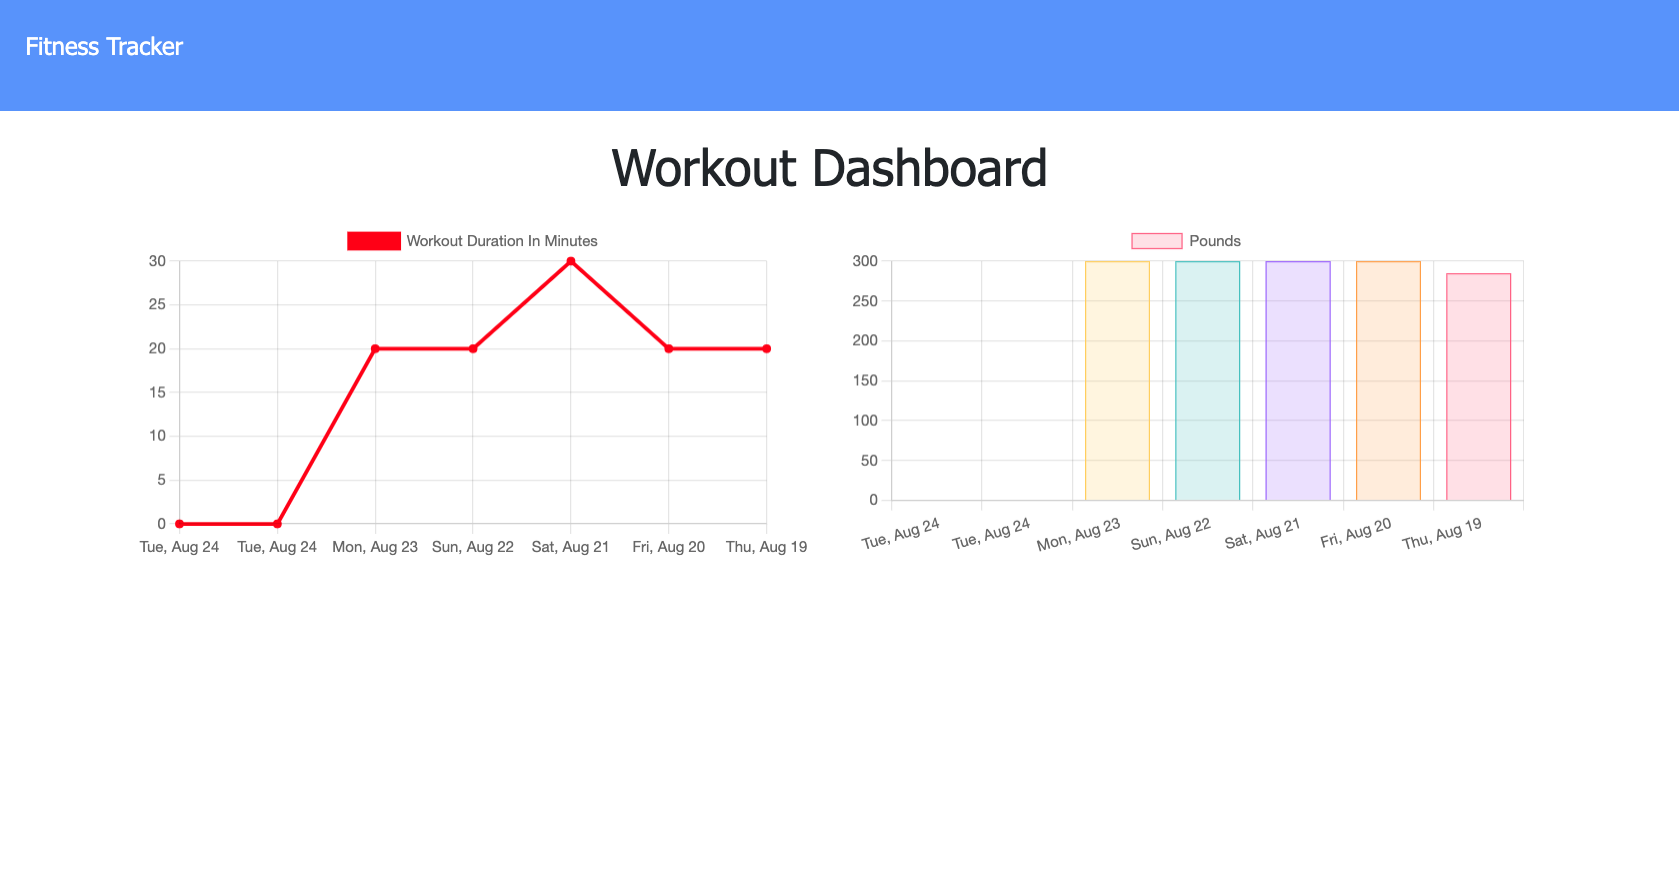 Fitness Tracker
Workout Dashboard
Workout Duration In Minutes
30
25
20
15
10
5
0
Tue, Aug 24 Tue, Aug 24 Mon, Aug 23 Sun, Aug 22 Sat, Aug 21 Fri, Aug 20 Thu, Aug 19
Pounds
300
250
200
150
100
50
0
Tue, Aug 24 Tue, Aug 24 Mon, Aug 23 Sun, Aug 22 Sat, Aug 21 Fri, Aug 20 Thu, Aug 19